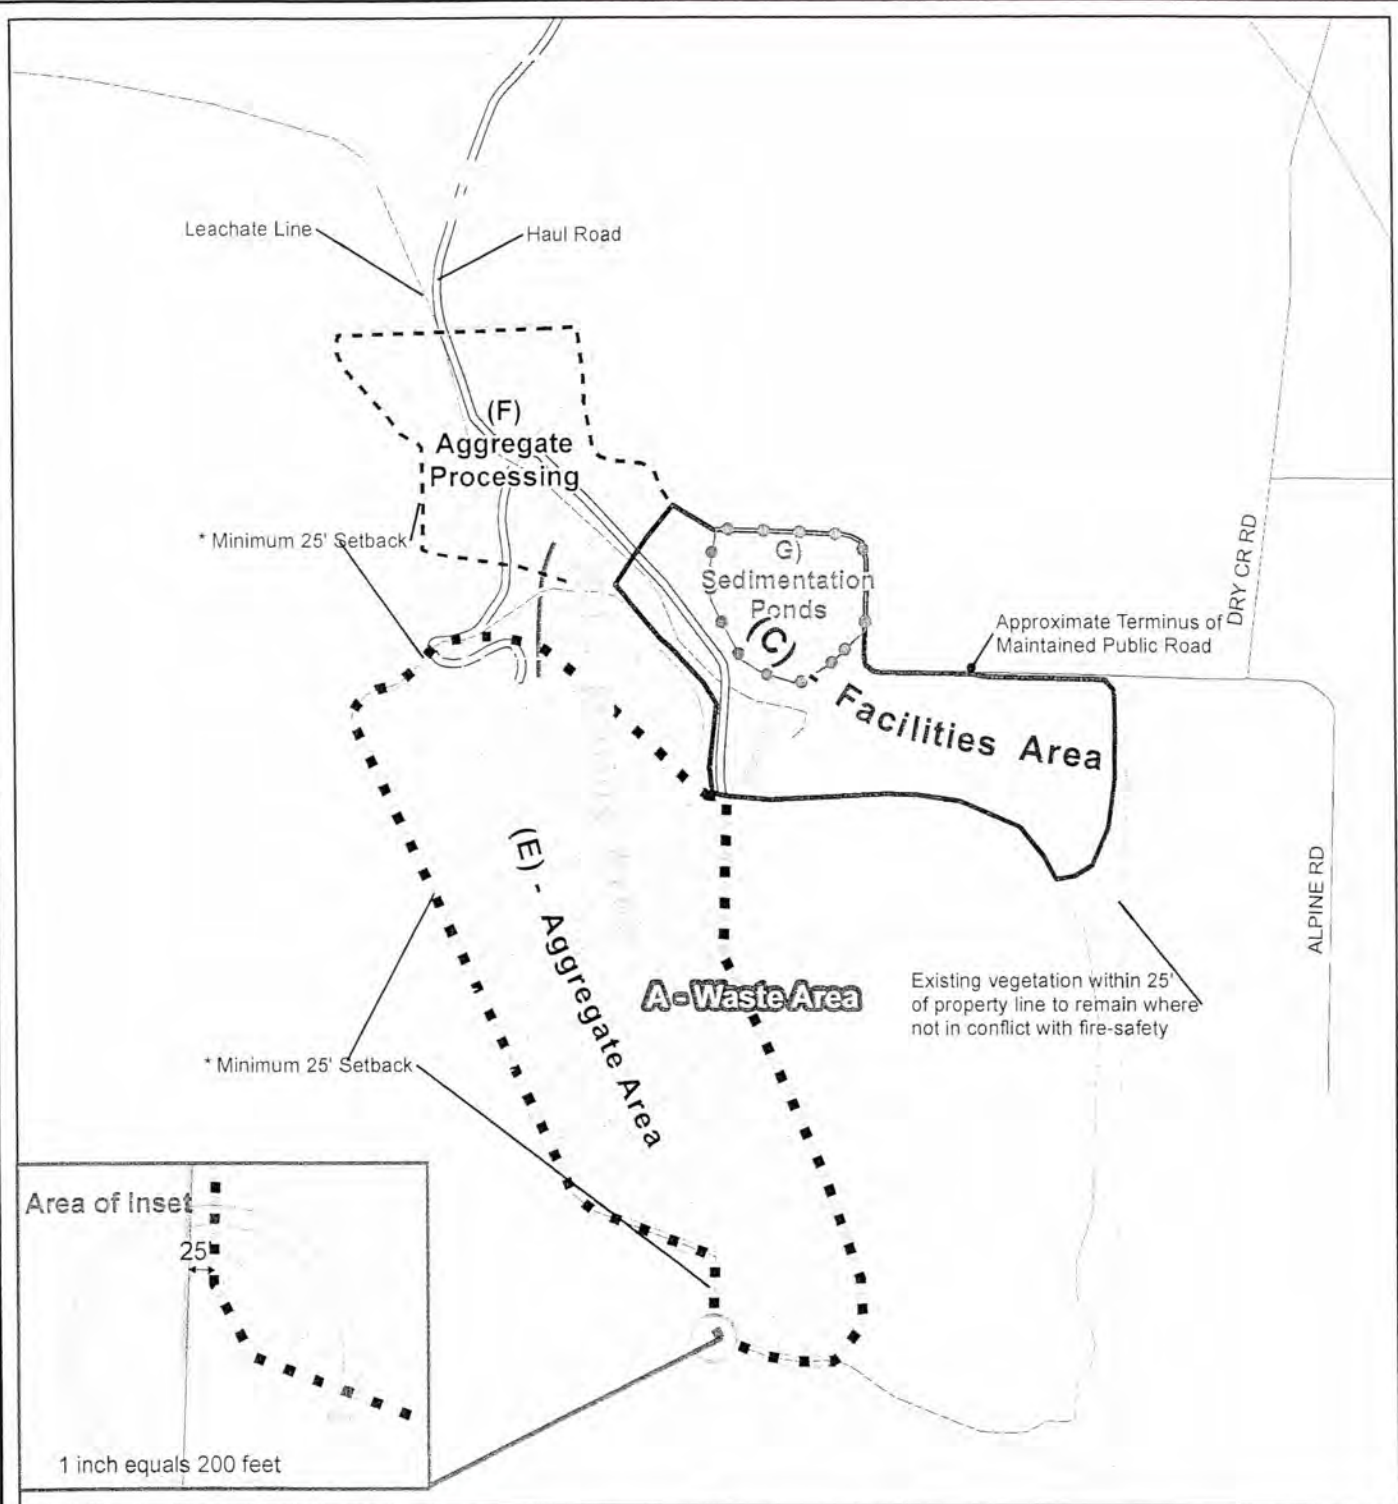 Leachate Line
Haul Road
(F)
Aggregate
Processing
* Minimum 25' Setback
G)
Sedimentation
Ponds
(C)
- Facilities Area
Approximate Terminus of
Maintained Public Road
DRY CR RD
ALPINE RD
(E) - Aggregate Area
A - Waste Area
Existing vegetation within 25'
of property line to remain where
not in conflict with fire-safety
* Minimum 25' Setback
Area of Inset
25'
1 inch equals 200 feet